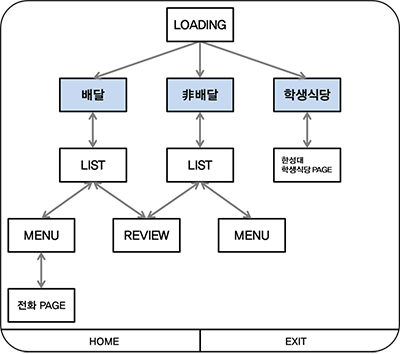 LOADING
배달
非배달
학생식당
LIST
LIST
한성대
학생식당 PAGE
MENU
REVIEW
MENU
전화 PAGE
HOME
EXIT